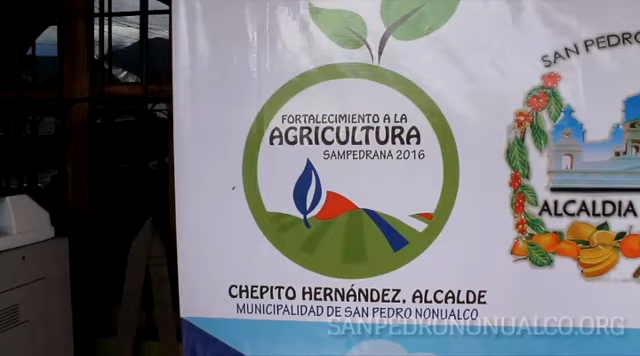 FORTALECIMIENTO A LA
AGRICULTURA
SAMPEDRANA 2016
CHEPITO HERNÁNDEZ, ALCALDE
MUNICIPALIDAD DE SAN PEDRO NONUALCO
SAN PEDRO
ALCALDIA
SANPEDRONONUALCO.ORG